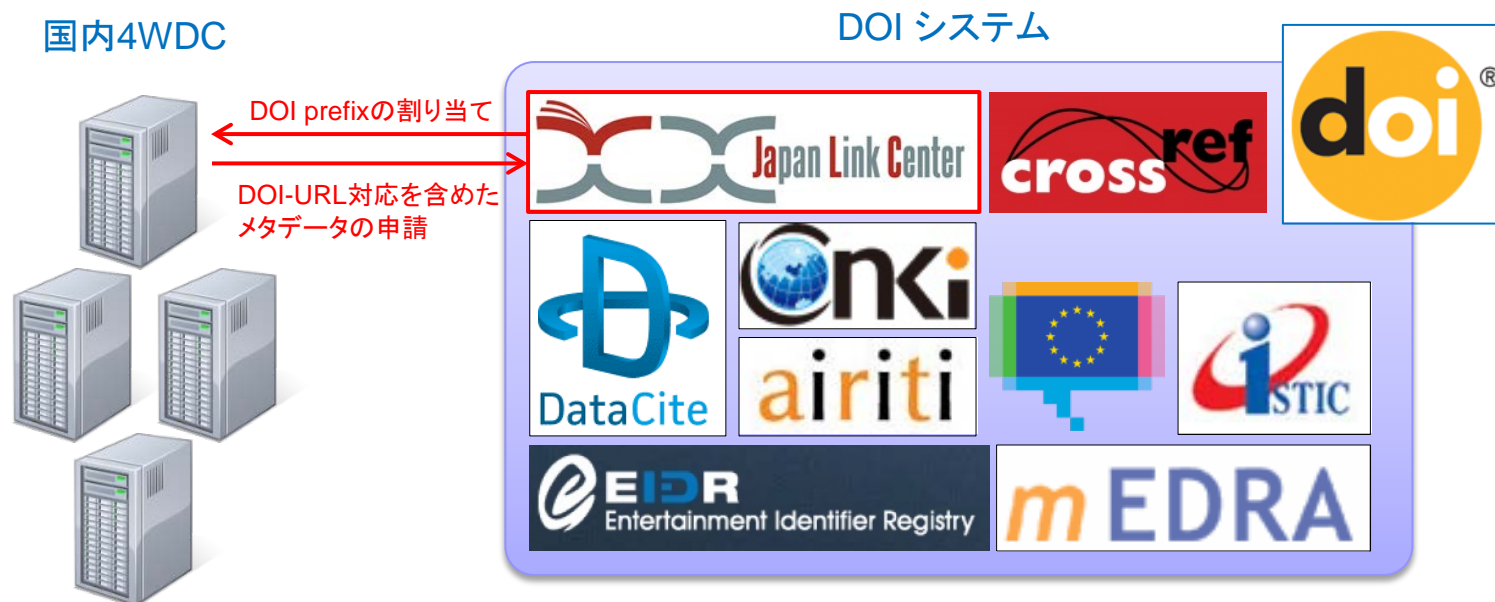 国内4WDC
DOI システム
doi
®
DOI prefixの割り当て
DOI-URL対応を含めた
メタデータの申請
Japan Link Center
crossref
DataCite
cnki
airiti
iSTIC
EIDR
Entertainment Identifier Registry
mEDRA